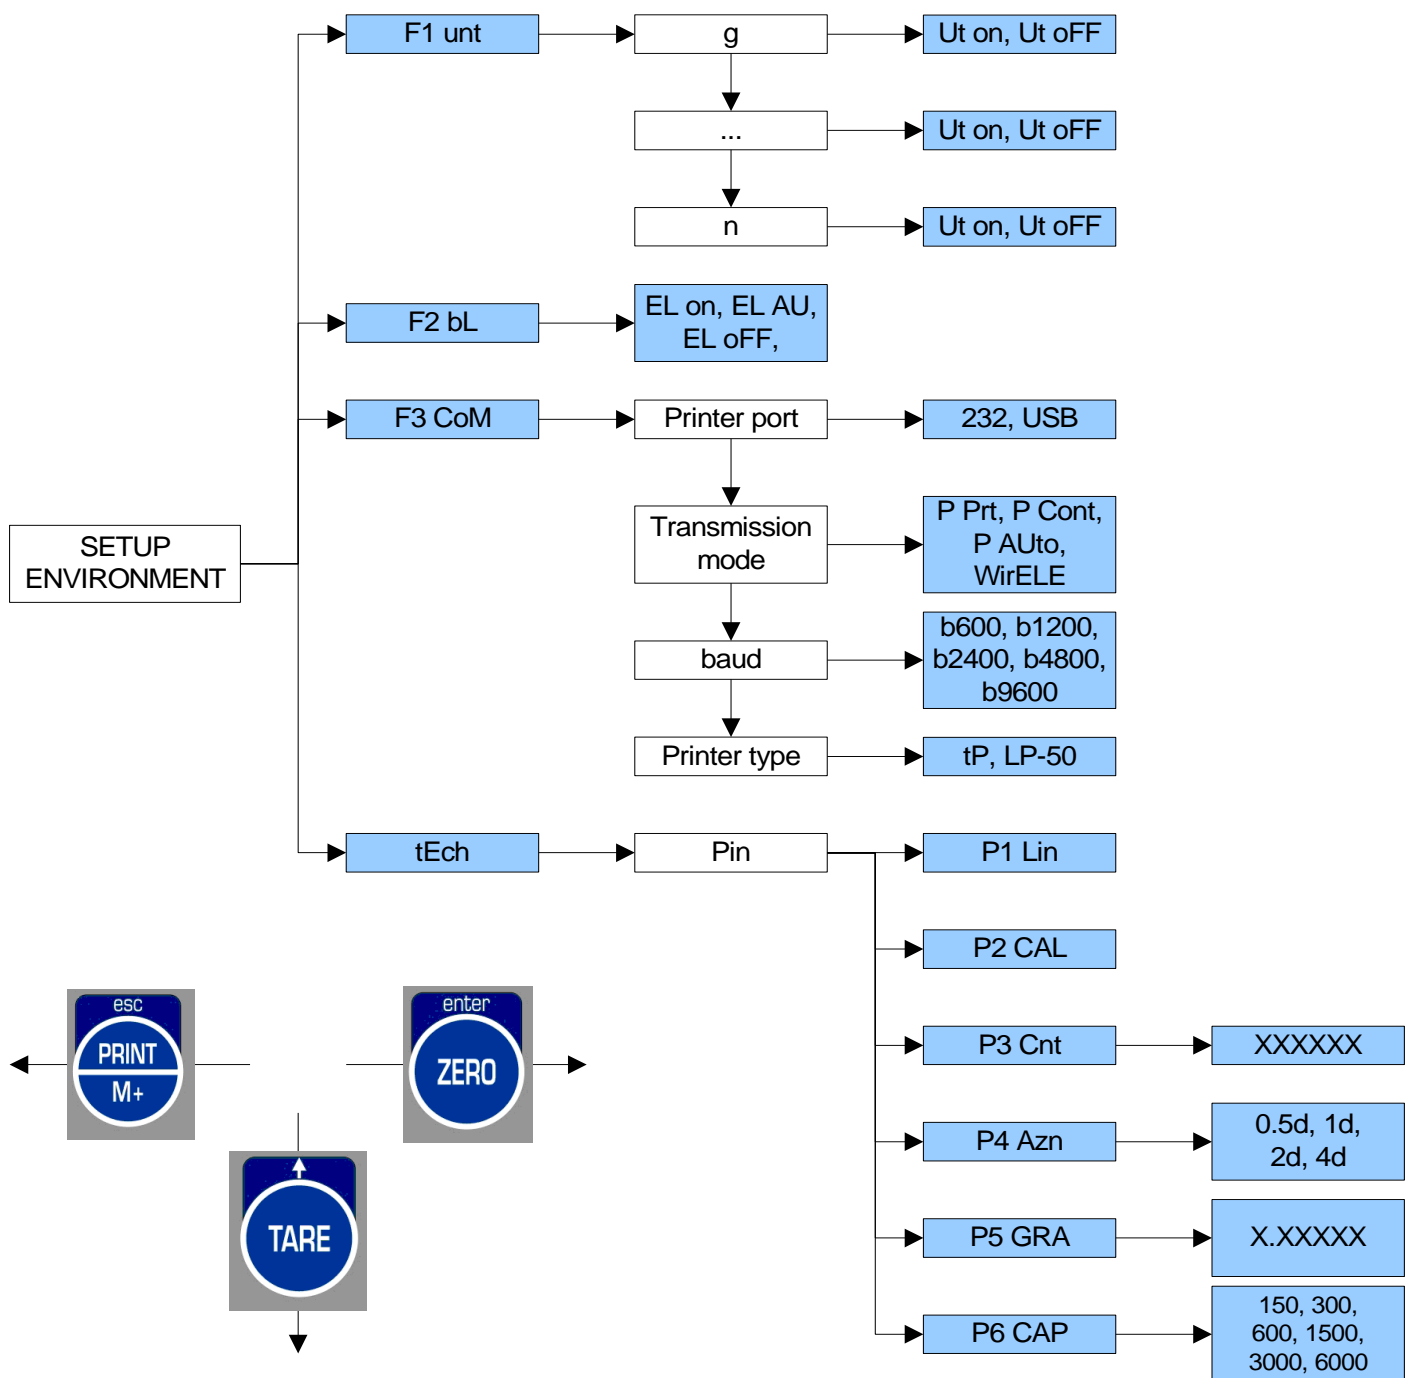 F1 unt
g
Ut on, Ut oFF
...
Ut on, Ut oFF
n
Ut on, Ut oFF
F2 bL
EL on, EL AU,
EL oFF,
F3 CoM
Printer port
232, USB
SETUP
ENVIRONMENT
Transmission
mode
P Prt, P Cont,
P AUto,
WirELE
baud
b600, b1200,
b2400, b4800,
b9600
Printer type
tP, LP-50
tEch
Pin
P1 Lin
P2 CAL
P3 Cnt
XXXXXX
P4 Azn
0.5d, 1d,
2d, 4d
P5 GRA
X.XXXXX
P6 CAP
150, 300,
600, 1500,
3000, 6000
esc
PRINT
M+
enter
ZERO
TARE